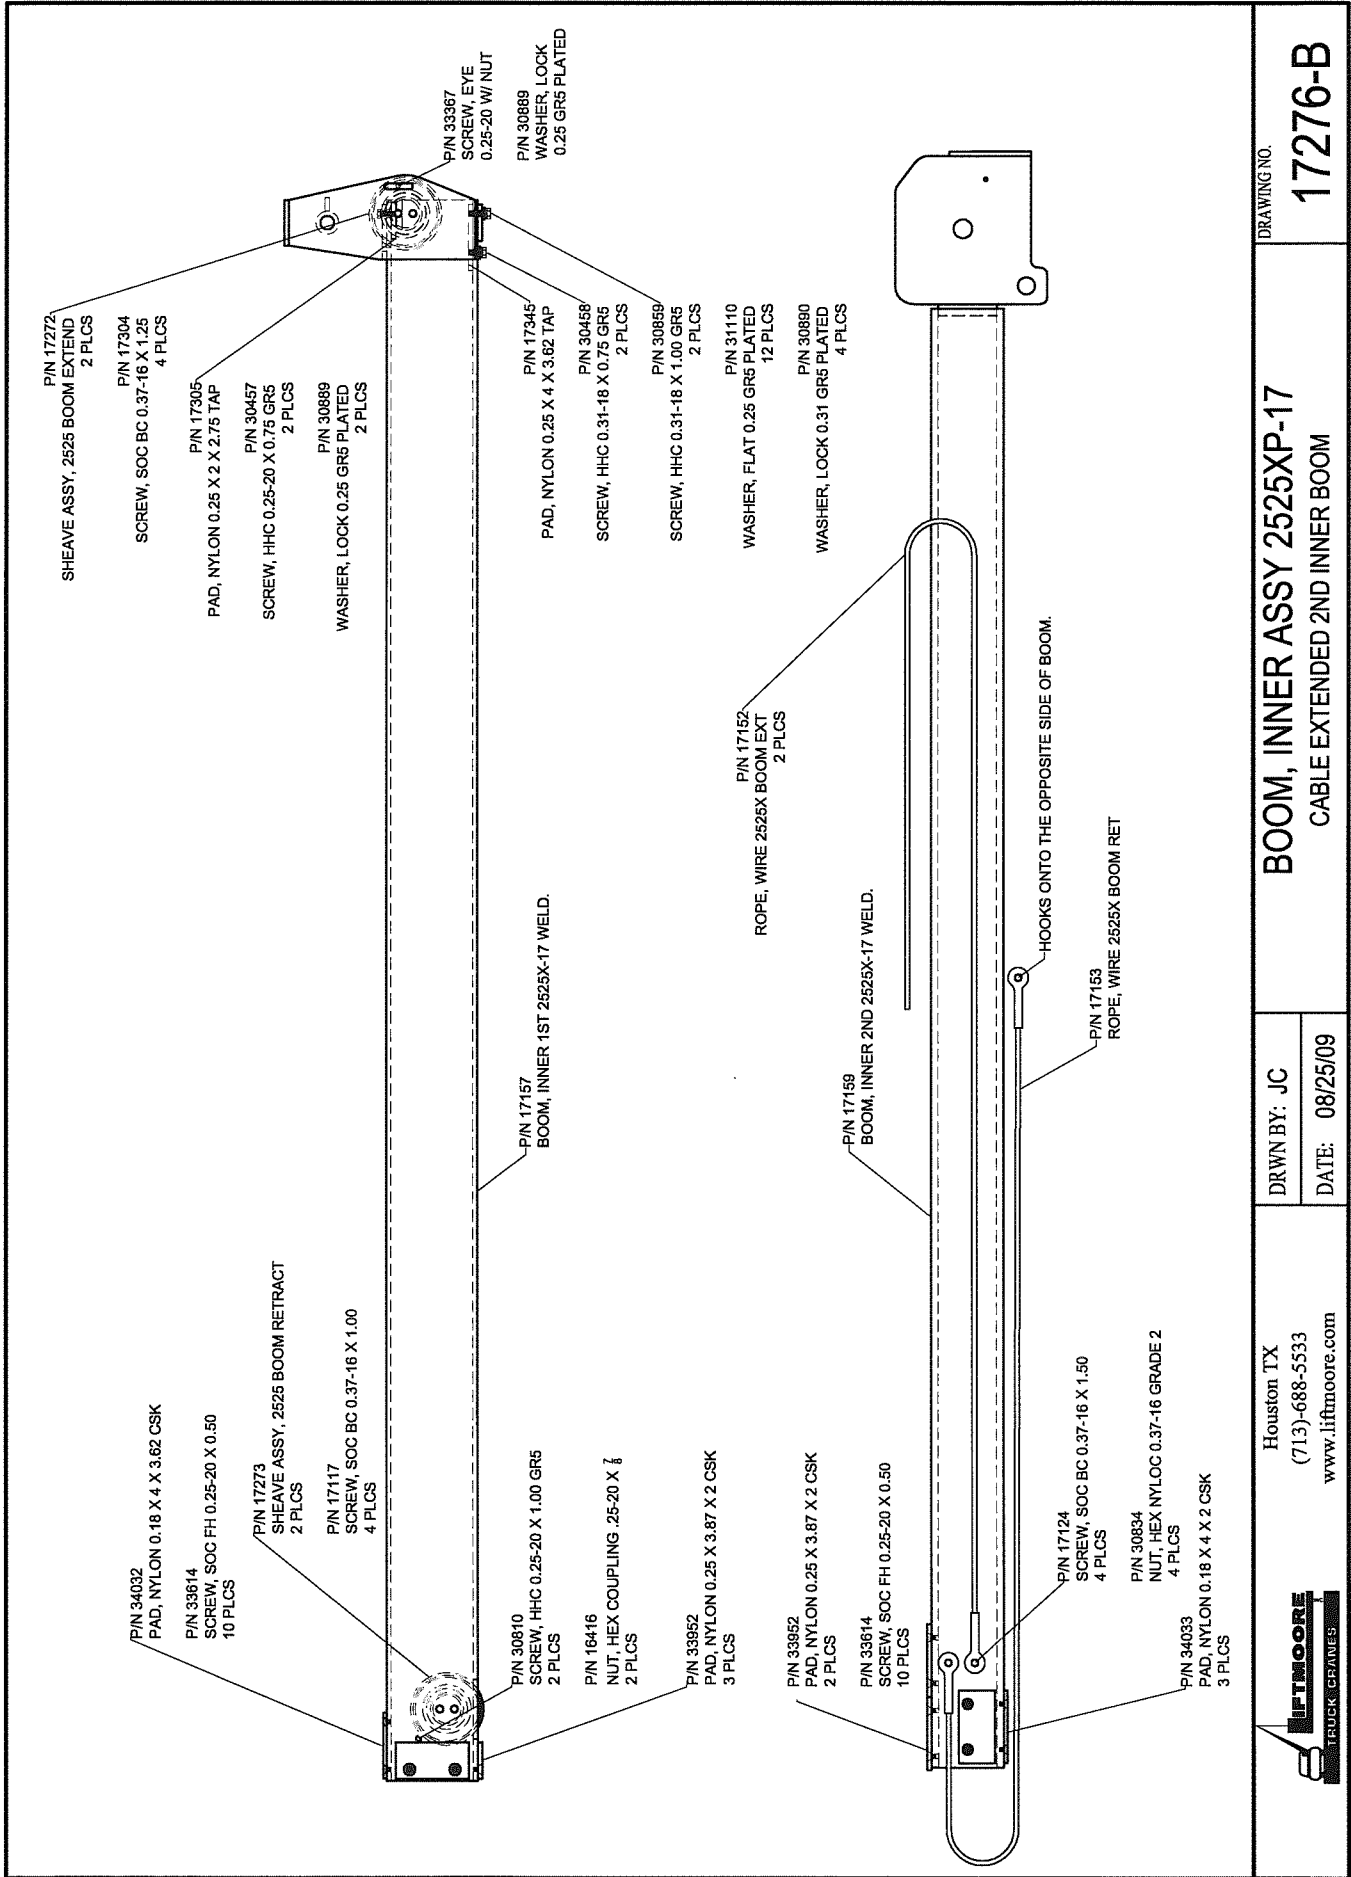 P/N 34032
PAD, NYLON 0.18 X 4 X 3.62 CSK
P/N 33614
SCREW, SOC FH 0.25-20 X 0.50
10 PLCS
P/N 17273
SHEAVE ASSY, 2525 BOOM RETRACT
2 PLCS
P/N 17117
SCREW, SOC BC 0.37-16 X 1.00
4 PLCS
P/N 17272
SHEAVE ASSY, 2525 BOOM EXTEND
2 PLCS
P/N 17304
SCREW, SOC BC 0.37-16 X 1.25
4 PLCS
P/N 17305
PAD, NYLON 0.25 X 2 X 2.75 TAP
P/N 30457
SCREW, HHC 0.25-20 X 0.75 GR5
2 PLCS
P/N 30889
WASHER, LOCK 0.25 GR5 PLATED
2 PLCS
P/N 33367
SCREW, EYE
0.25-20 W/ NUT
P/N 30889
WASHER, LOCK
0.25 GR5 PLATED
P/N 30810
SCREW, HHC 0.25-20 X 1.00 GR5
2 PLCS
P/N 16416
NUT, HEX COUPLING .25-20 X 7/8
2 PLCS
P/N 33952
PAD, NYLON 0.25 X 3.87 X 2 CSK
3 PLCS
P/N 17157
BOOM, INNER 1ST 2525X-17 WELD.
P/N 17345
PAD, NYLON 0.25 X 4 X 3.62 TAP
P/N 30458
SCREW, HHC 0.31-18 X 0.75 GR5
2 PLCS
P/N 30859
SCREW, HHC 0.31-18 X 1.00 GR5
2 PLCS
P/N 31110
WASHER, FLAT 0.25 GR5 PLATED
12 PLCS
P/N 30890
WASHER, LOCK 0.31 GR5 PLATED
4 PLCS
P/N 33952
PAD, NYLON 0.25 X 3.87 X 2 CSK
2 PLCS
P/N 33614
SCREW, SOC FH 0.25-20 X 0.50
10 PLCS
P/N 17159
BOOM, INNER 2ND 2525X-17 WELD.
P/N 17152
ROPE, WIRE 2525X BOOM EXT
2 PLCS
HOOKS ONTO THE OPPOSITE SIDE OF BOOM.
P/N 17153
ROPE, WIRE 2525X BOOM RET
P/N 17124
SCREW, SOC BC 0.37-16 X 1.50
4 PLCS
P/N 30834
NUT, HEX NYLOC 0.37-16 GRADE 2
4 PLCS
P/N 34033
PAD, NYLON 0.18 X 4 X 2 CSK
3 PLCS
LIFTMOORE
TRUCK CRANES
Houston TX
(713)-688-5533
www.liftmoore.com
DRWN BY: JC
DATE: 08/25/09
BOOM, INNER ASSY 2525XP-17
CABLE EXTENDED 2ND INNER BOOM
DRAWING NO.
17276-B